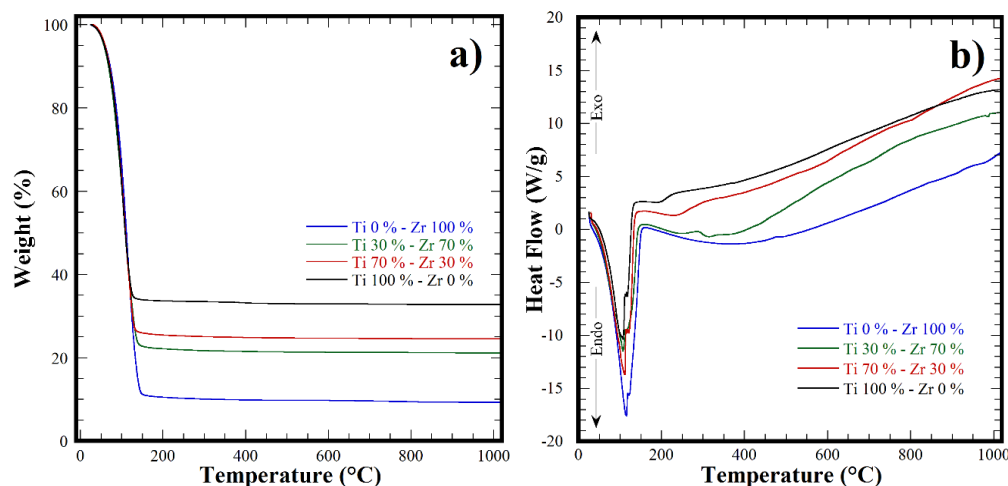 a)
Weight (%)
100
80
60
40
20
0
Ti 0 % - Zr 100 %
Ti 30 % - Zr 70 %
Ti 70 % - Zr 30 %
Ti 100 % - Zr 0 %
0 200 400 600 800 1000
Temperature (°C)
b)
Heat Flow (W/g)
20
15
10
5
0
-5
-10
-15
-20
Exo
Endo
Ti 0 % - Zr 100 %
Ti 30 % - Zr 70 %
Ti 70 % - Zr 30 %
Ti 100 % - Zr 0 %
0 200 400 600 800 1000
Temperature (°C)